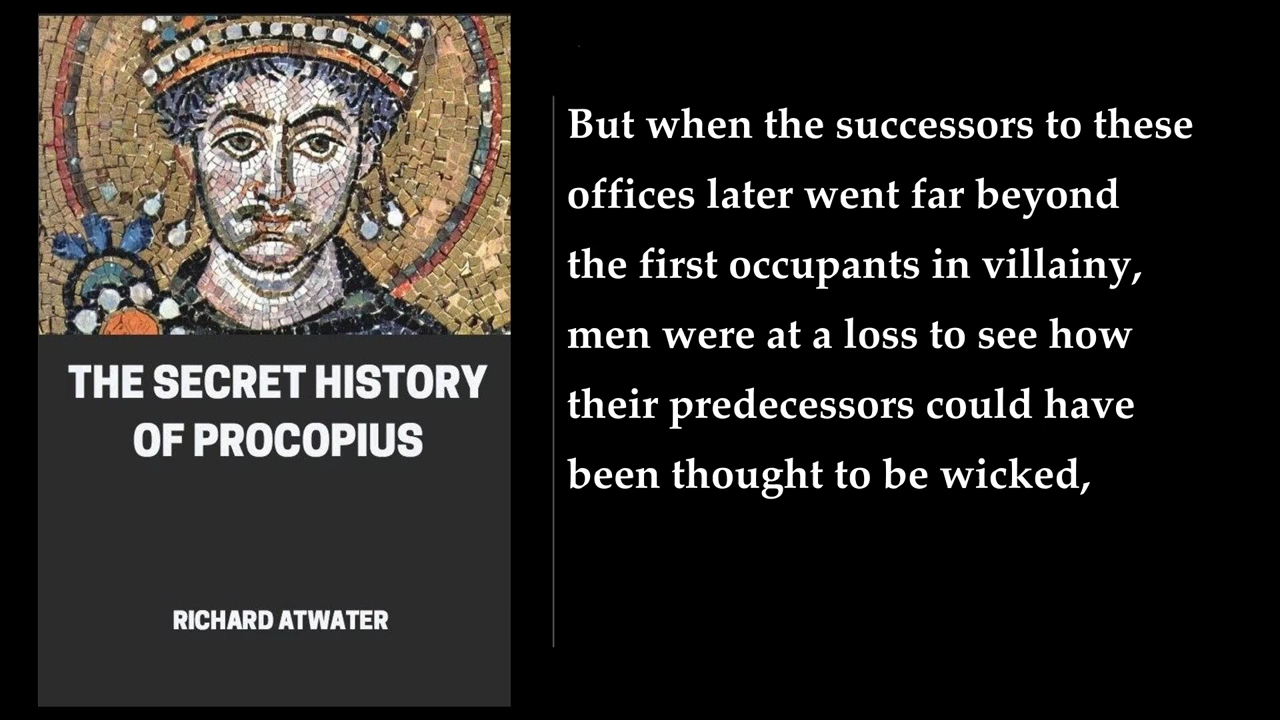 THE SECRET HISTORY
OF PROCOPIUS
RICHARD ATWATER
But when the successors to these
offices later went far beyond
the first occupants in villainy,
men were at a loss to see how
their predecessors could have
been thought to be wicked,